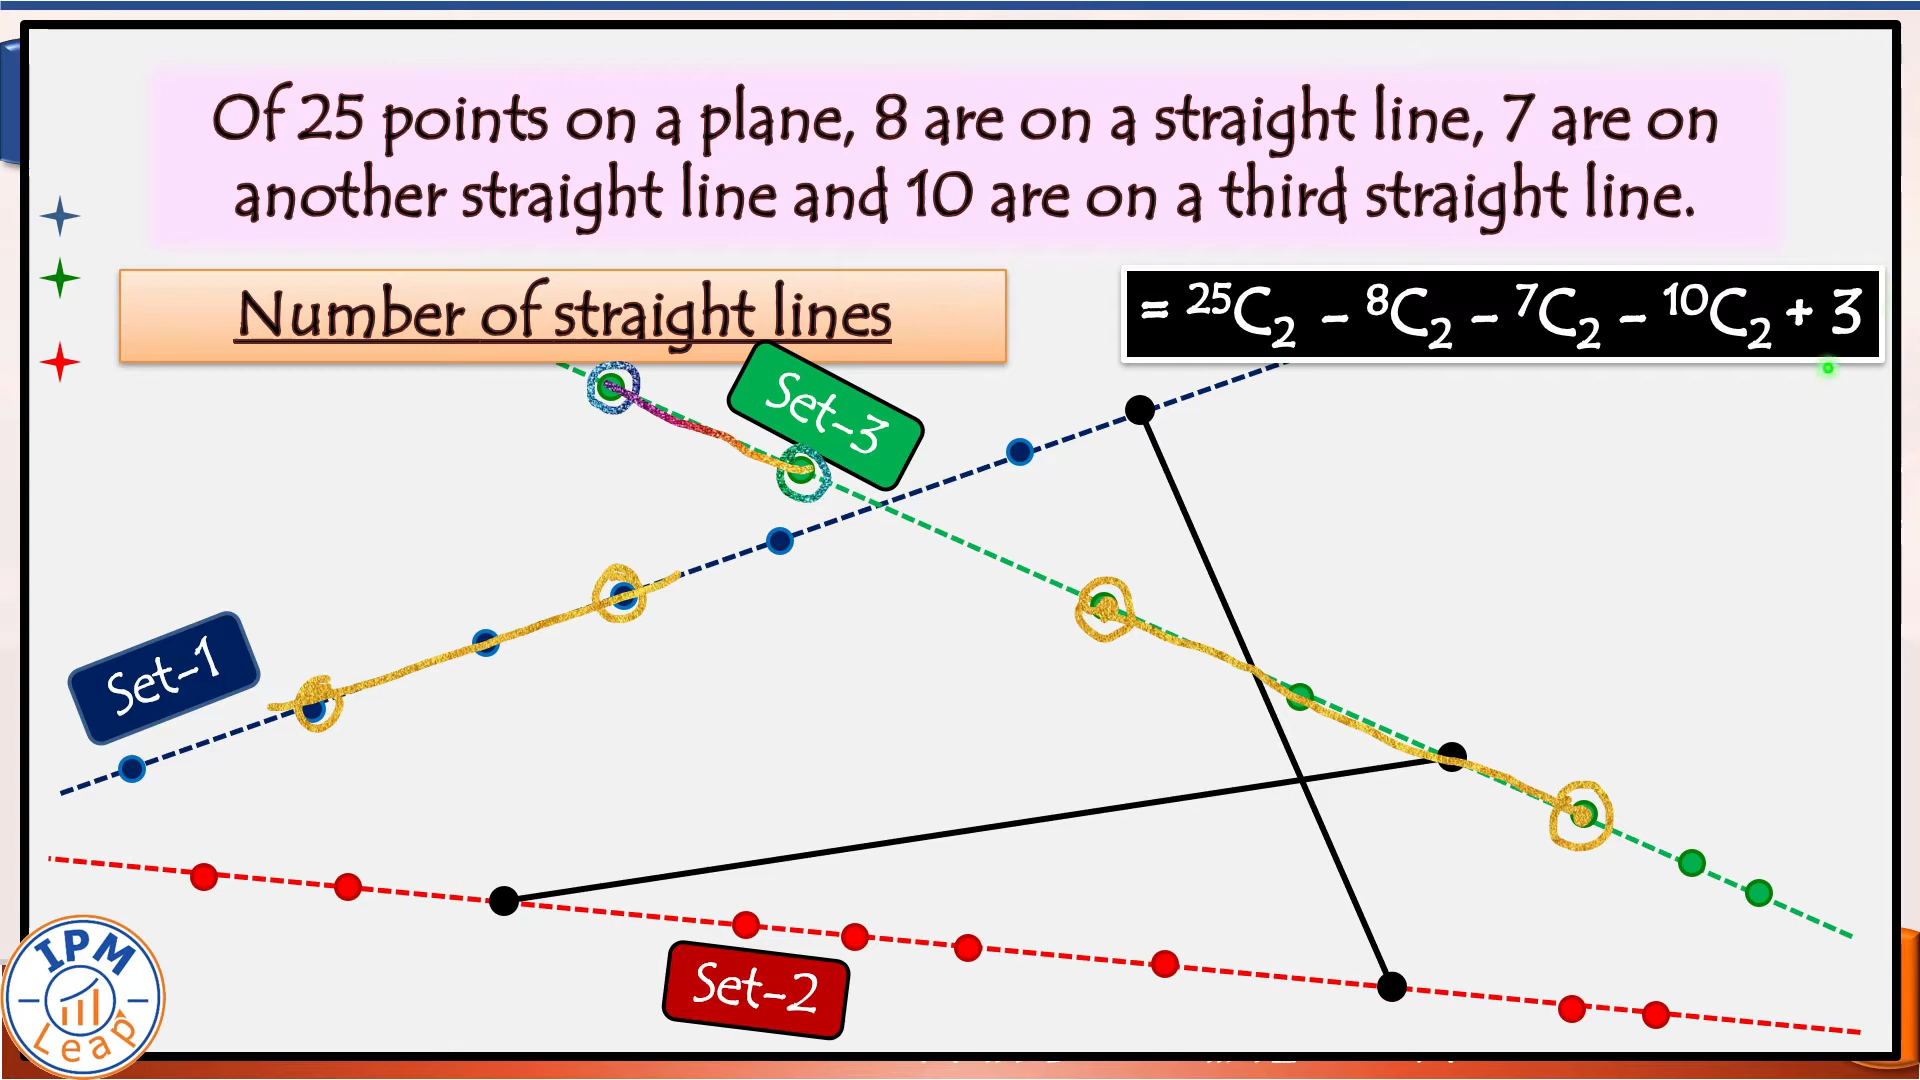 Of 25 points on a plane, 8 are on a straight line, 7 are on
another straight line and 10 are on a third straight line.
Number of straight lines
= ²⁵C₂ - ⁸C₂ - ⁷C₂ - ¹⁰C₂ + 3
Set-3
Set-1
Set-2
IPM
Leap